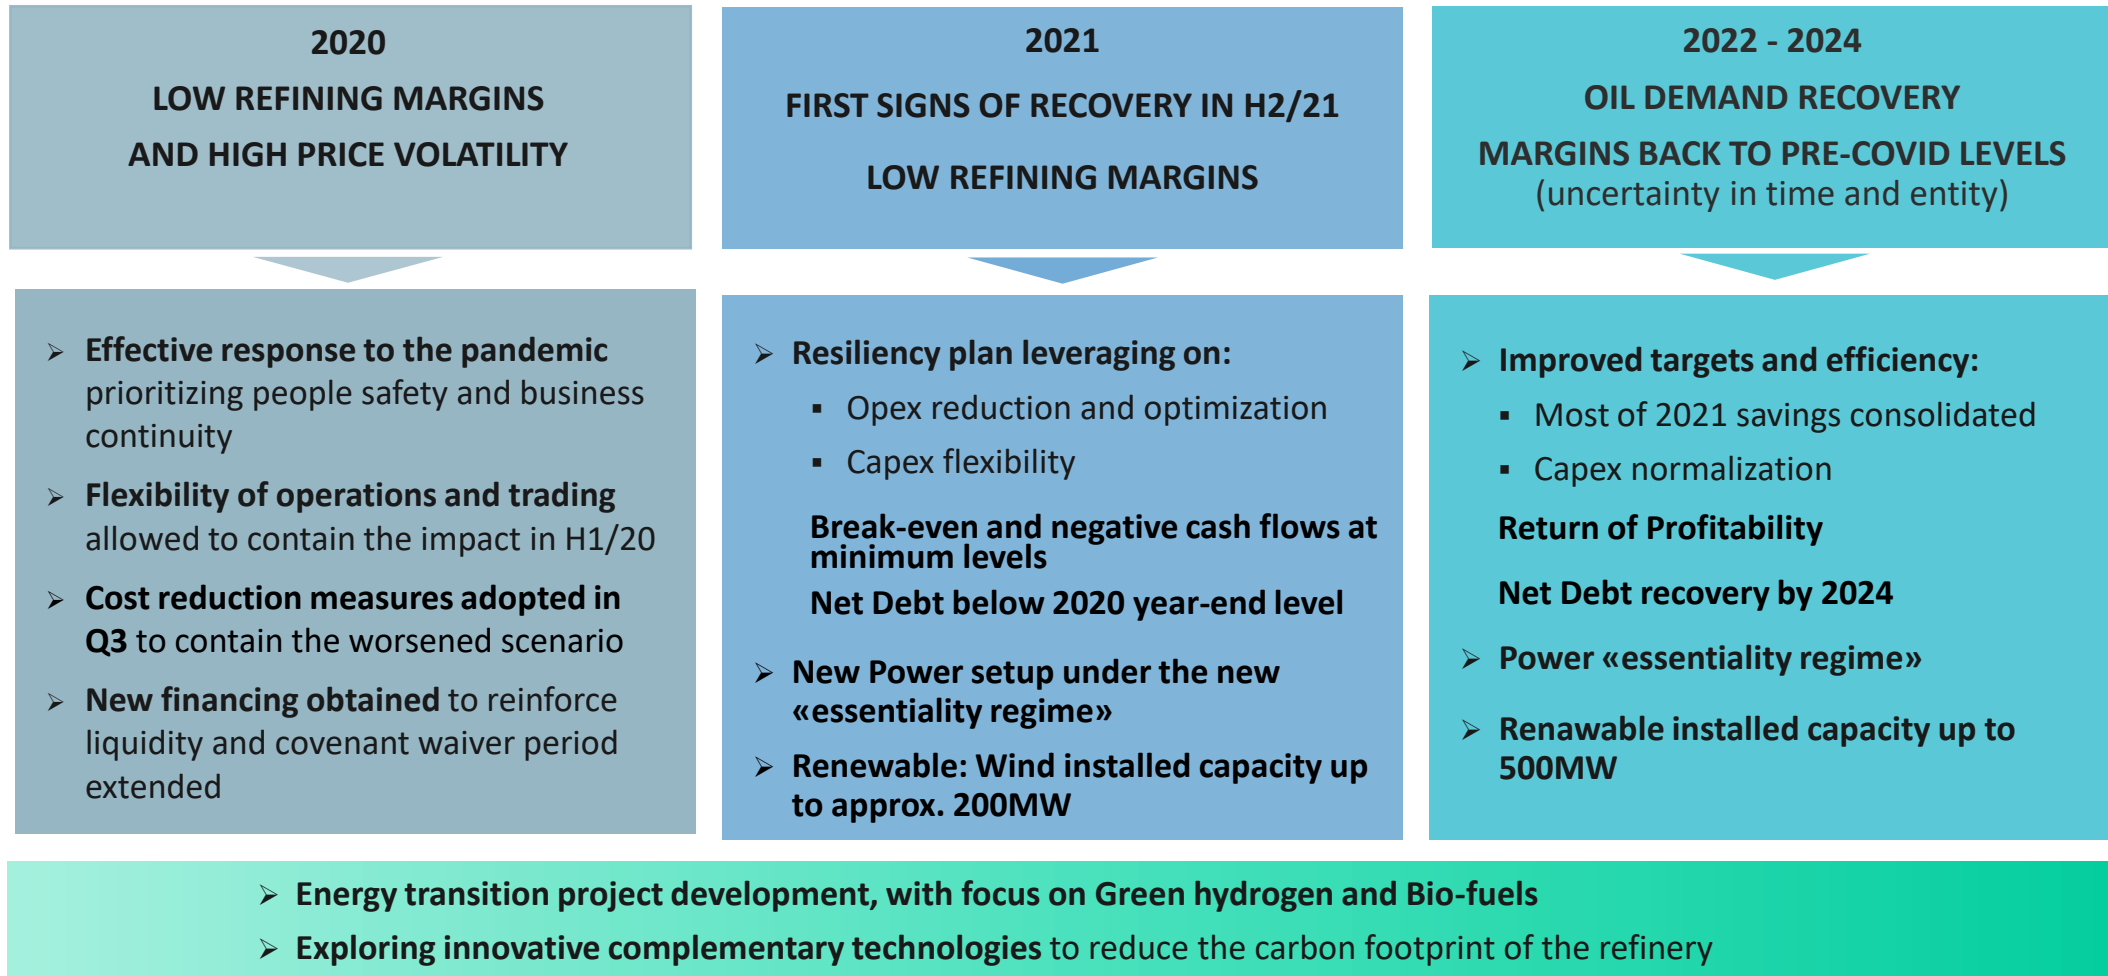 2020
LOW REFINING MARGINS
AND HIGH PRICE VOLATILITY
➢ Effective response to the pandemic
prioritizing people safety and business
continuity
➢ Flexibility of operations and trading
allowed to contain the impact in H1/20
➢ Cost reduction measures adopted in
Q3 to contain the worsened scenario
➢ New financing obtained to reinforce
liquidity and covenant waiver period
extended
2021
FIRST SIGNS OF RECOVERY IN H2/21
LOW REFINING MARGINS
➢ Resiliency plan leveraging on:
▪ Opex reduction and optimization
▪ Capex flexibility
Break-even and negative cash flows at
minimum levels
Net Debt below 2020 year-end level
➢ New Power setup under the new
«essentiality regime»
➢ Renewable: Wind installed capacity up
to approx. 200MW
2022 - 2024
OIL DEMAND RECOVERY
MARGINS BACK TO PRE-COVID LEVELS
(uncertainty in time and entity)
➢ Improved targets and efficiency:
▪ Most of 2021 savings consolidated
▪ Capex normalization
Return of Profitability
Net Debt recovery by 2024
➢ Power «essentiality regime»
➢ Renawable installed capacity up to
500MW
➢ Energy transition project development, with focus on Green hydrogen and Bio-fuels
➢ Exploring innovative complementary technologies to reduce the carbon footprint of the refinery